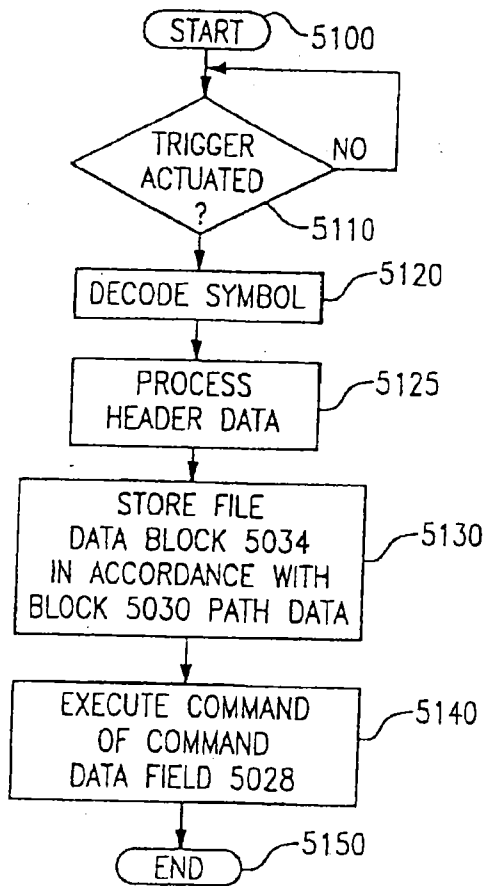 START
5100
TRIGGER
ACTUATED
?
NO
5110
DECODE SYMBOL
5120
PROCESS
HEADER DATA
5125
STORE FILE
DATA BLOCK 5034
IN ACCORDANCE WITH
BLOCK 5030 PATH DATA
5130
EXECUTE COMMAND
OF COMMAND
DATA FIELD 5028
5140
END
5150